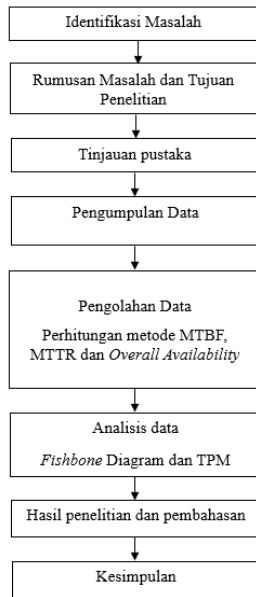 Identifikasi Masalah
Rumusan Masalah dan Tujuan
Penelitian
Tinjauan pustaka
Pengumpulan Data
Pengolahan Data
Perhitungan metode MTBF,
MTTR dan Overall Availability
Analisis data
Fishbone Diagram dan TPM
Hasil penelitian dan pembahasan
Kesimpulan